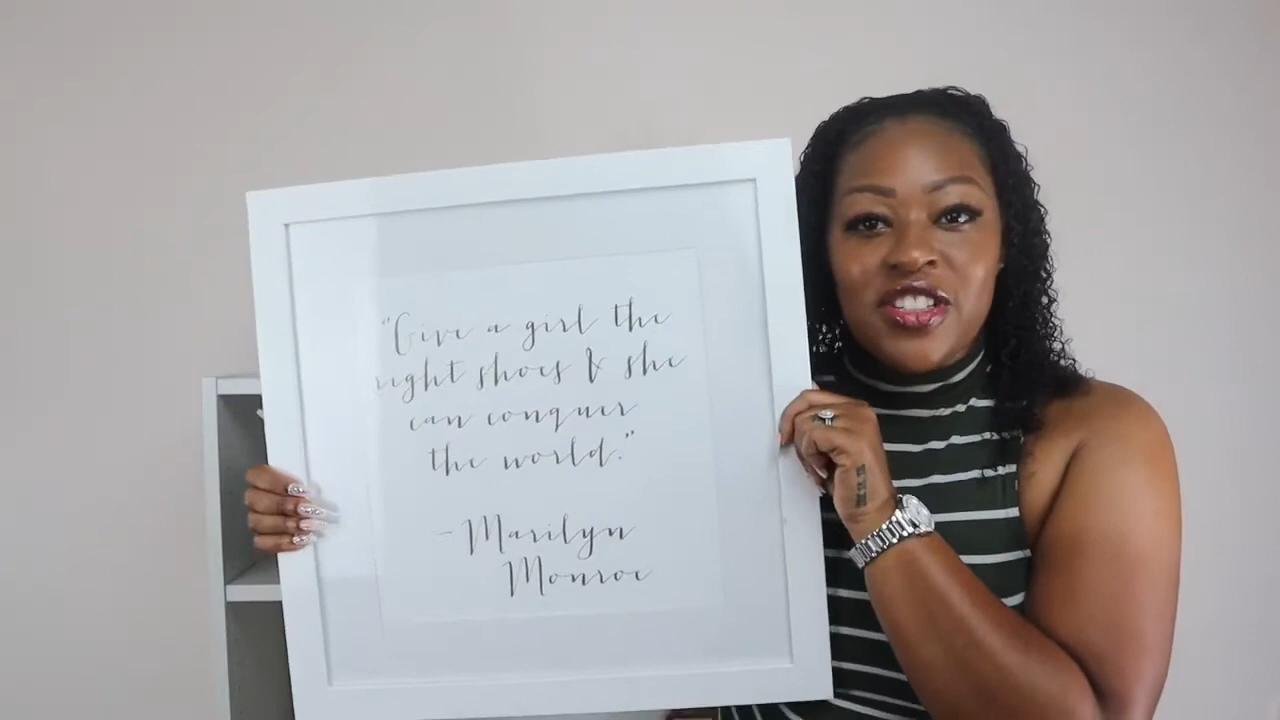 "Give a girl the
right shoes & she
can conquer
the world."
- Marilyn
Monroe